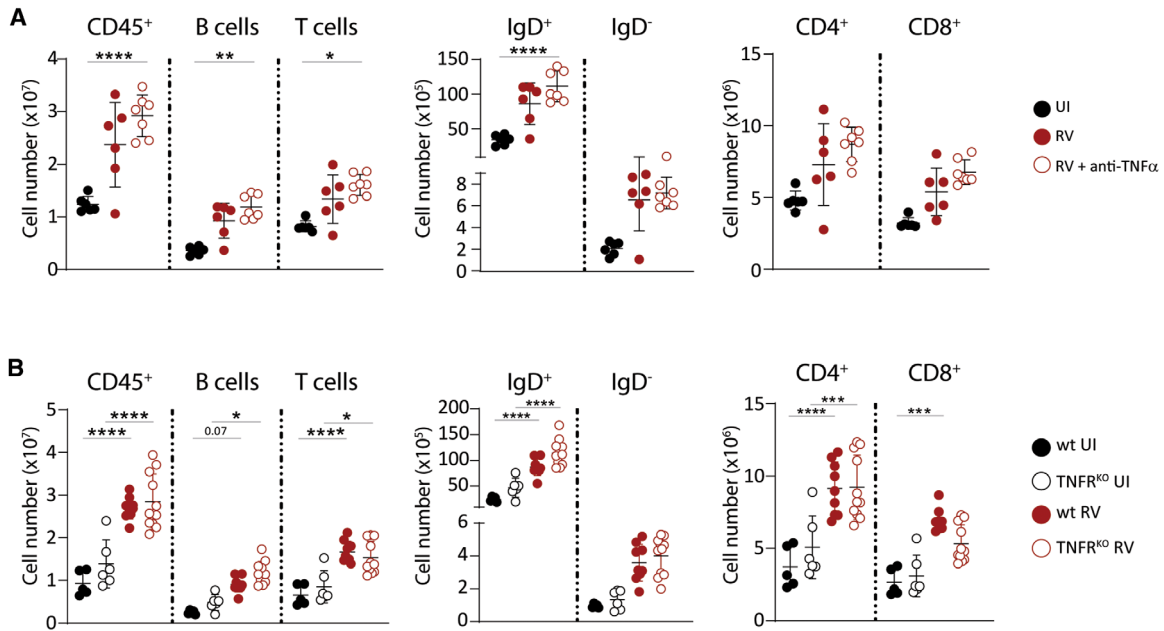 A
CD45⁺ B cells T cells
IgD⁺ IgD⁻
CD4⁺ CD8⁺
**** ** *
****
Cell number (x10⁷)
4
3
2
1
0
Cell number (x10⁵)
150
100
50
8
6
4
2
0
Cell number (x10⁶)
15
10
5
0
UI
RV
RV + anti-TNFα
B
CD45⁺ B cells T cells
IgD⁺ IgD⁻
CD4⁺ CD8⁺
**** * *
**** 0.07 ****
****
****
***
**** ***
Cell number (x10⁷)
5
4
3
2
1
0
Cell number (x10⁵)
200
150
100
50
6
4
2
0
Cell number (x10⁶)
15
10
5
0
wt UI
TNFRᴷᴼ UI
wt RV
TNFRᴷᴼ RV